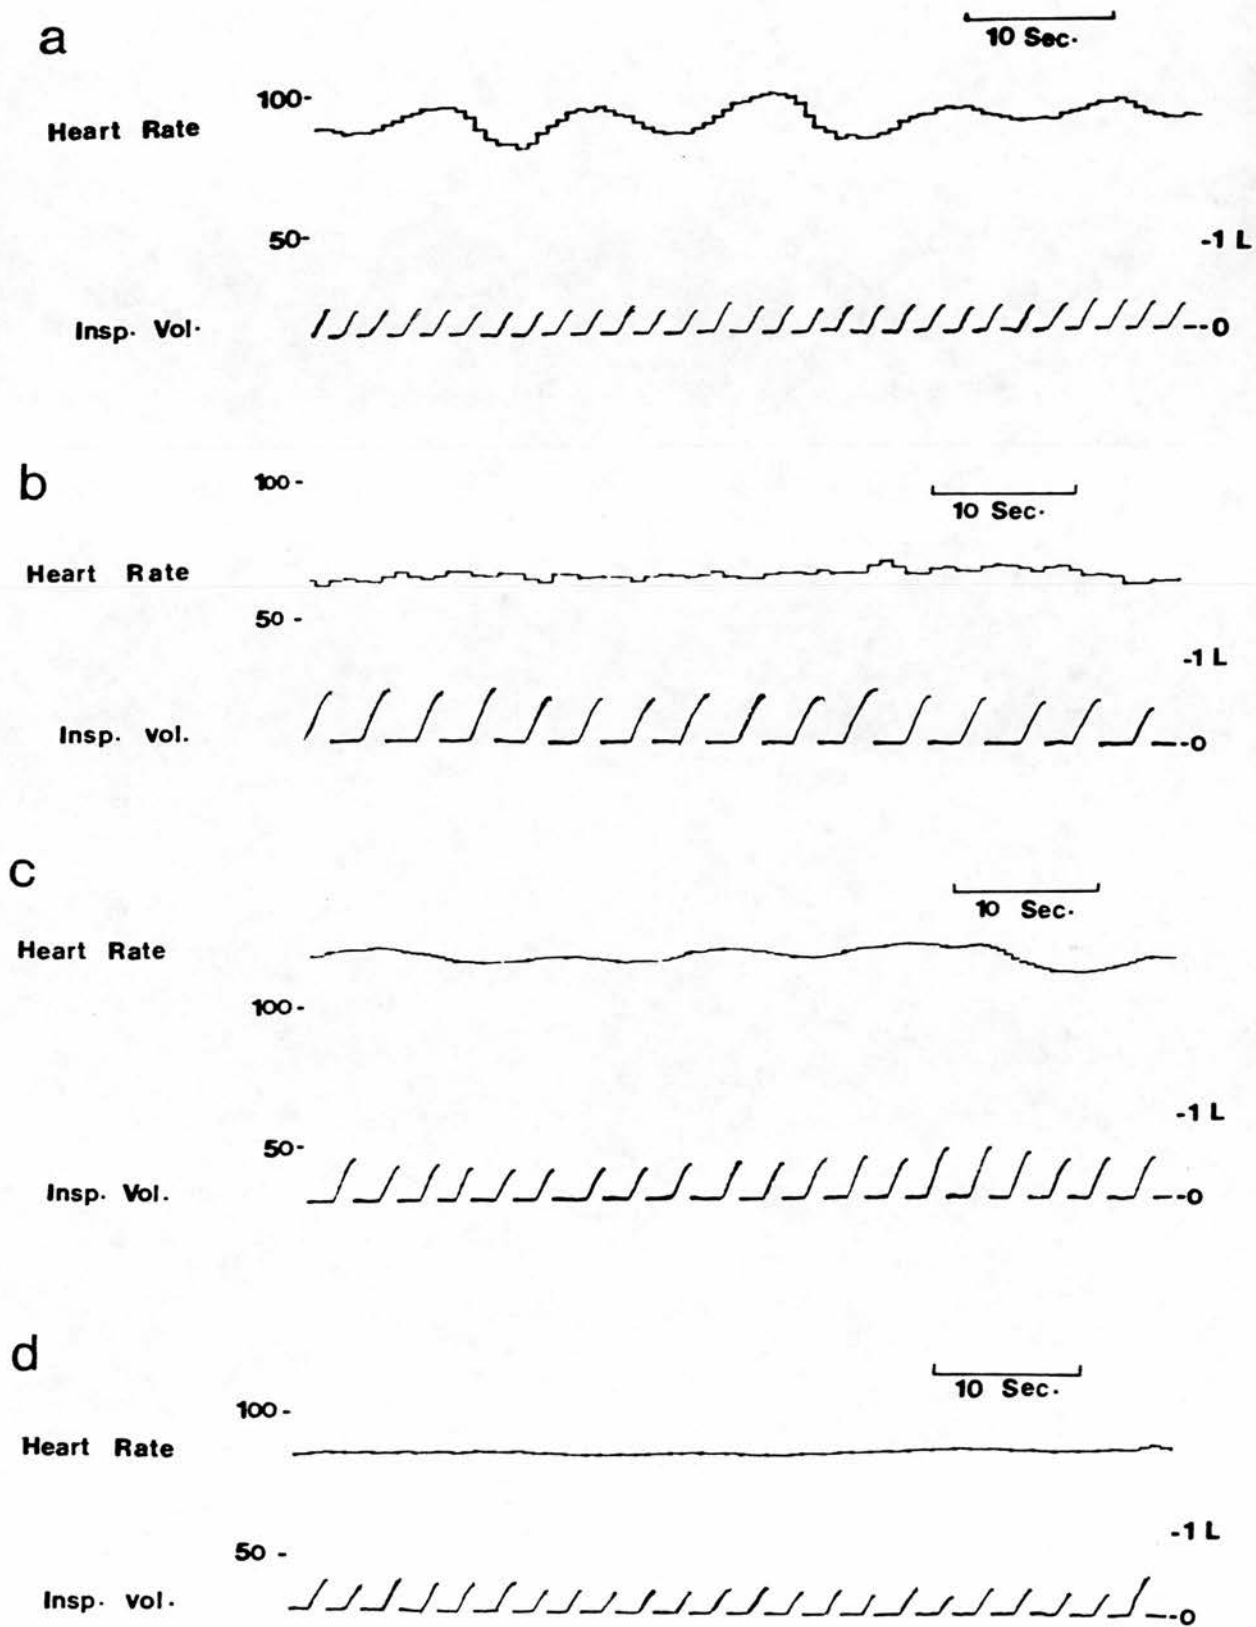 a
10 Sec.
100-
Heart Rate
50-
-1 L
Insp. Vol.
--0
b
100 -
10 Sec.
Heart Rate
50 -
-1 L
Insp. vol.
-0
c
10 Sec.
Heart Rate
100-
-1 L
50-
Insp. Vol.
--0
d
10 Sec.
100 -
Heart Rate
-1 L
50 -
Insp. vol.
--0